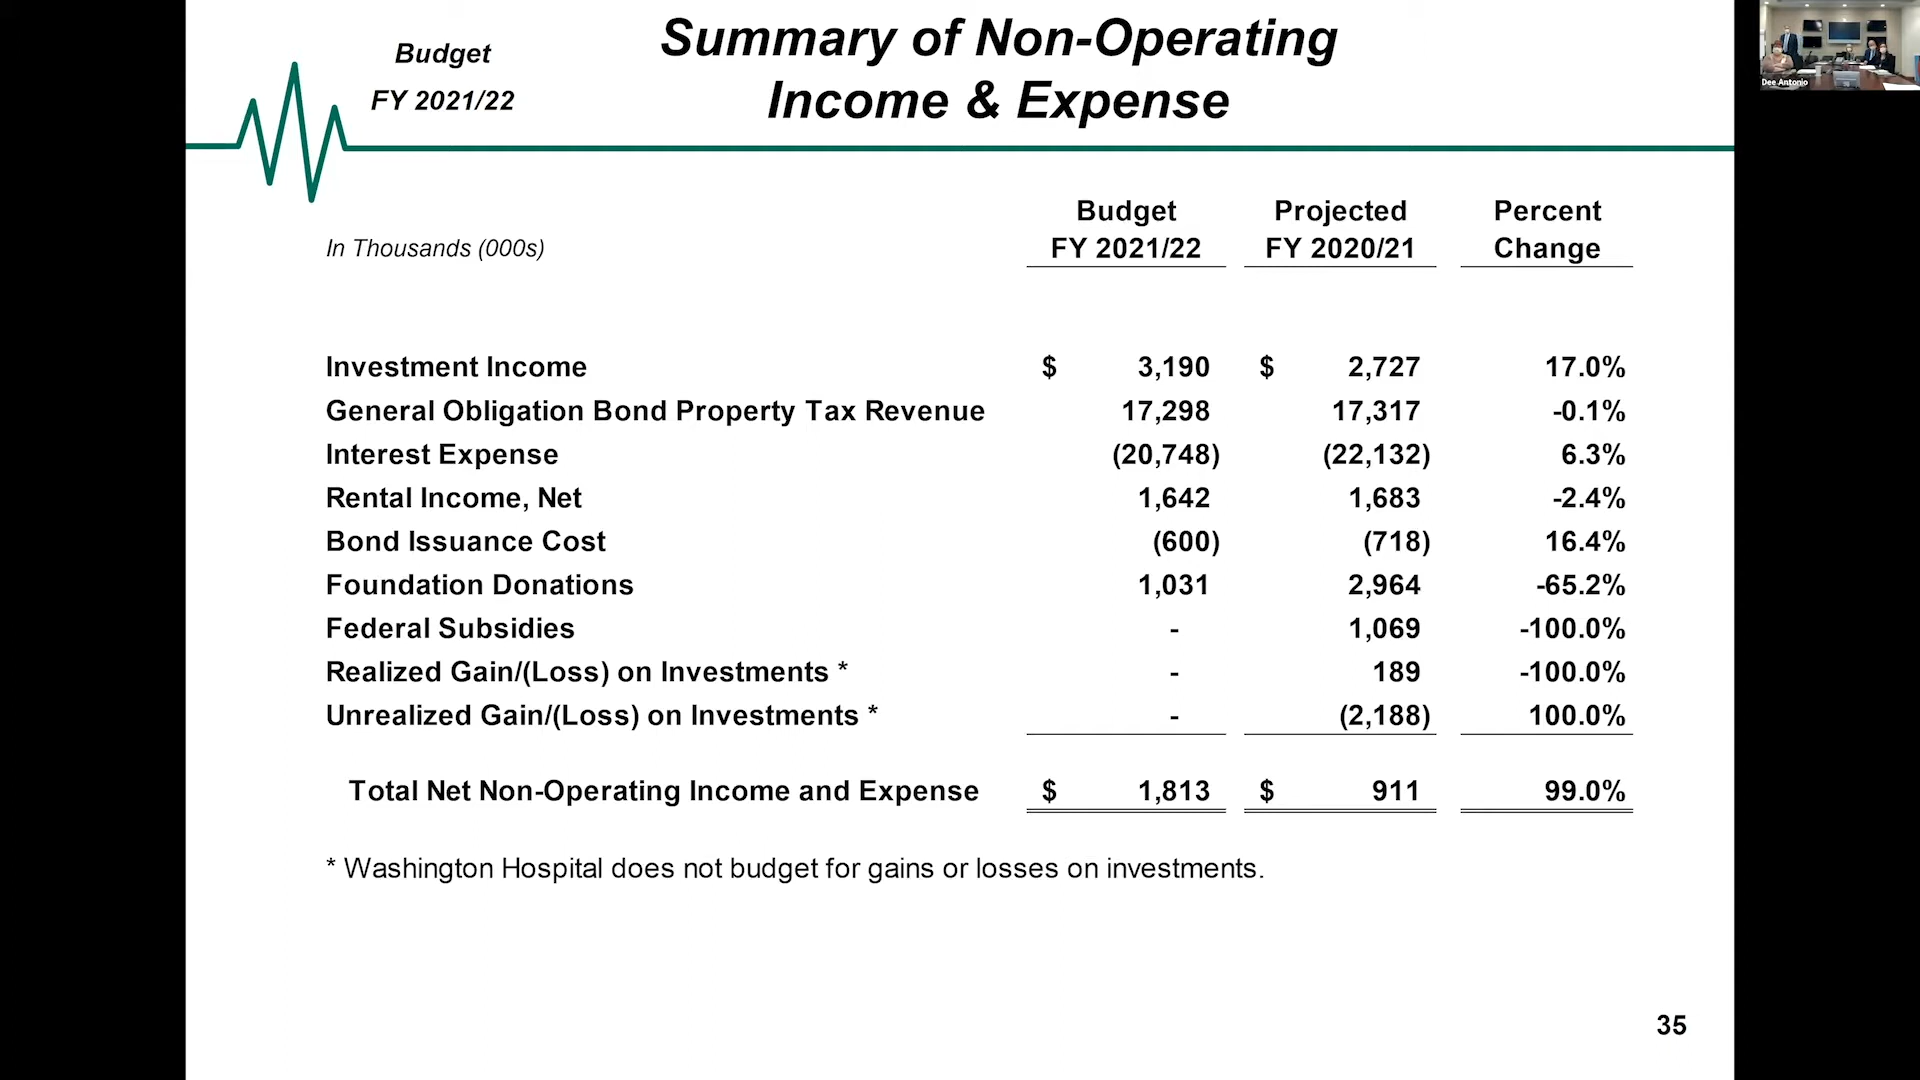 Budget
FY 2021/22
Summary of Non-Operating
Income & Expense
Dee Antonio
Budget Projected Percent
In Thousands (000s) FY 2021/22 FY 2020/21 Change
Investment Income $ 3,190 $ 2,727 17.0%
General Obligation Bond Property Tax Revenue 17,298 17,317 -0.1%
Interest Expense (20,748) (22,132) 6.3%
Rental Income, Net 1,642 1,683 -2.4%
Bond Issuance Cost (600) (718) 16.4%
Foundation Donations 1,031 2,964 -65.2%
Federal Subsidies - 1,069 -100.0%
Realized Gain/(Loss) on Investments * - 189 -100.0%
Unrealized Gain/(Loss) on Investments * - (2,188) 100.0%
Total Net Non-Operating Income and Expense $ 1,813 $ 911 99.0%
* Washington Hospital does not budget for gains or losses on investments.
35